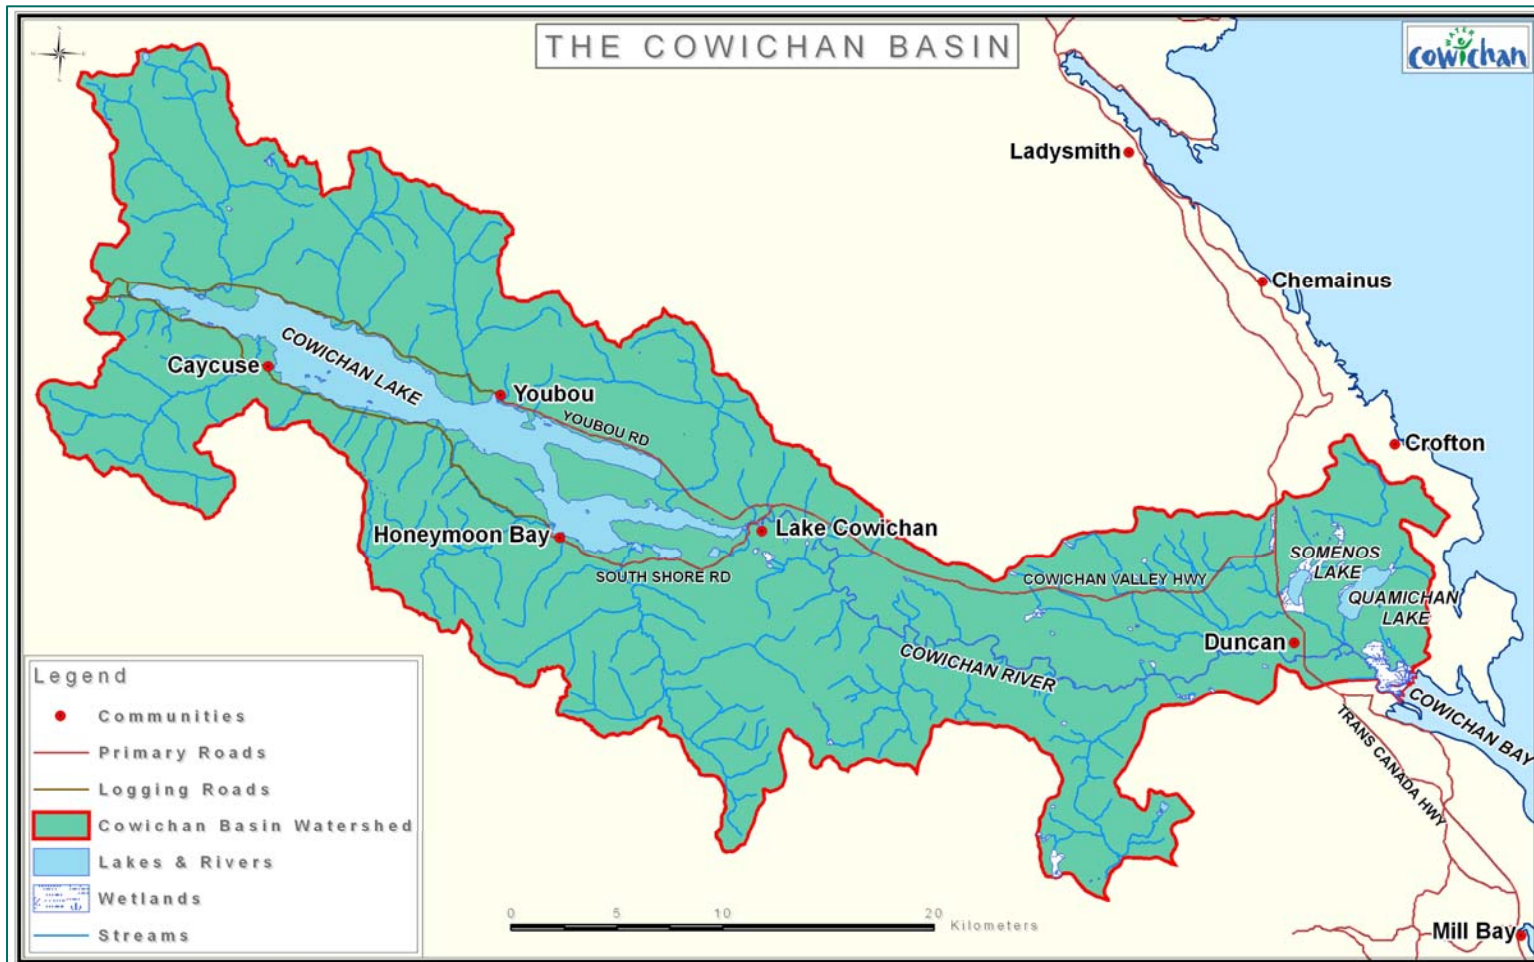 THE COWICHAN BASIN
WATER
cowichan
Ladysmith
Chemainus
COWICHAN LAKE
Caycuse
Youbou
YOUBOU RD
Crofton
Honeymoon Bay
Lake Cowichan
SOUTH SHORE RD
COWICHAN VALLEY HWY
SOMENOS
LAKE
QUAMICHAN
LAKE
Duncan
COWICHAN RIVER
COWICHAN BAY
TRANS CANADA HWY
Mill Bay
Legend
Communities
Primary Roads
Logging Roads
Cowichan Basin Watershed
Lakes & Rivers
Wetlands
Streams
0 5 10 20
Kilometers